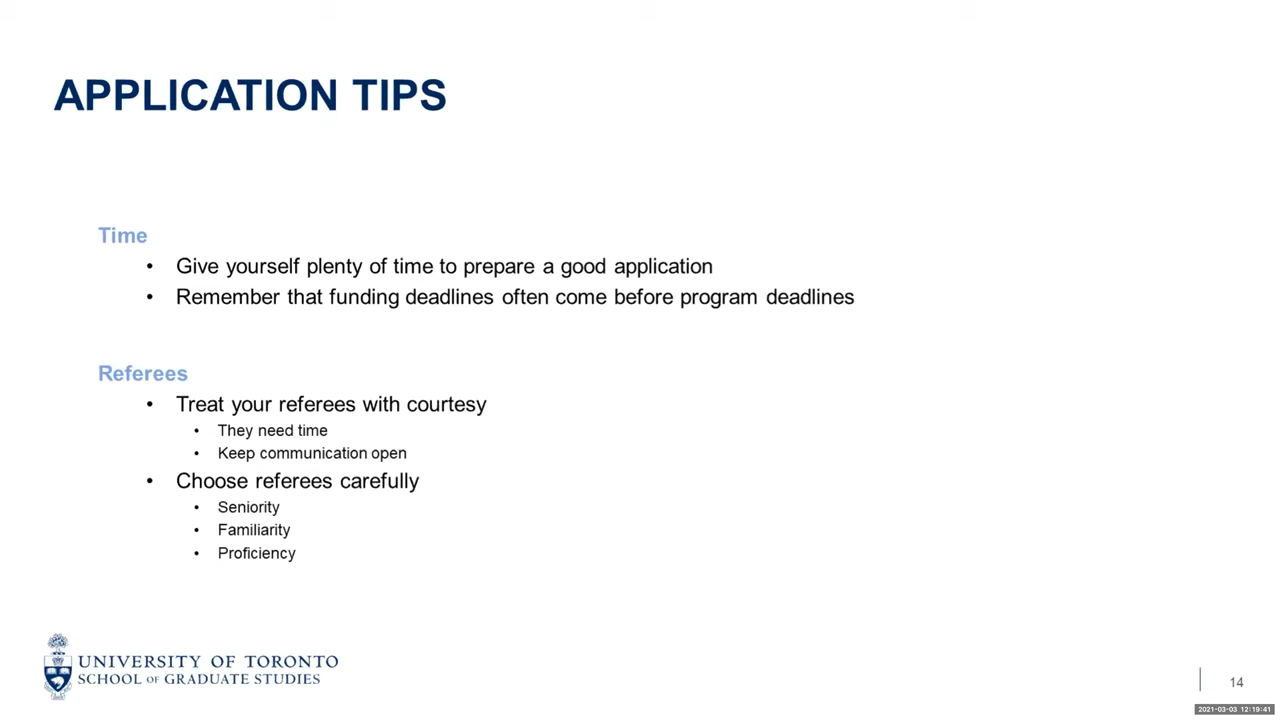 APPLICATION TIPS
Time
• Give yourself plenty of time to prepare a good application
• Remember that funding deadlines often come before program deadlines
Referees
• Treat your referees with courtesy
• They need time
• Keep communication open
• Choose referees carefully
• Seniority
• Familiarity
• Proficiency
UNIVERSITY OF TORONTO
SCHOOL OF GRADUATE STUDIES
14
2021-03-03 12:19:41